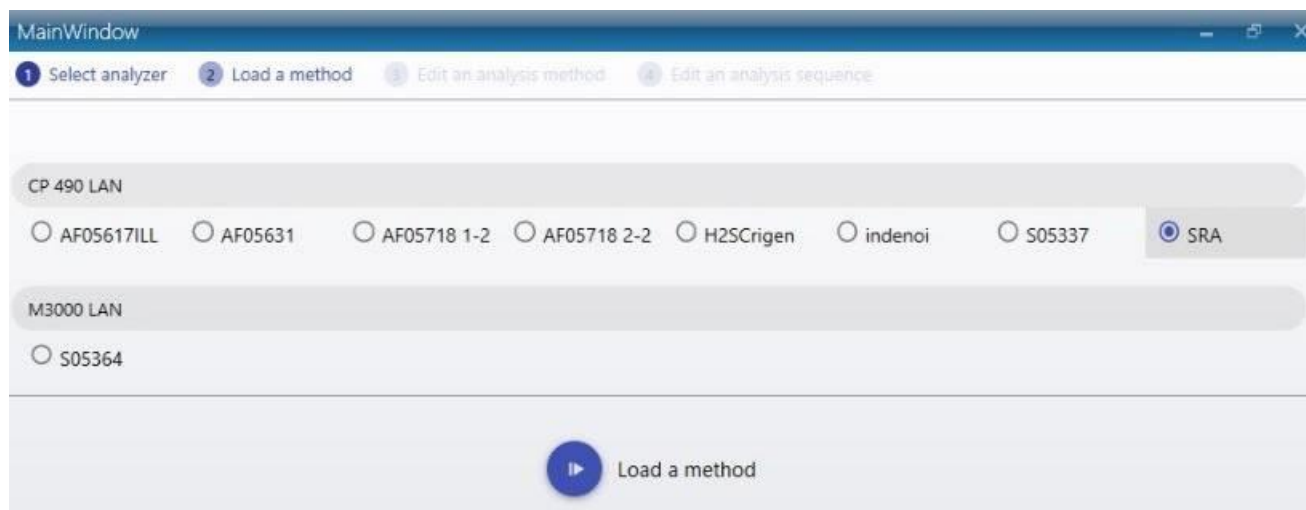 MainWindow
1 Select analyzer 2 Load a method 3 Edit an analysis method 4 Edit an analysis sequence
CP 490 LAN
AF05617ILL AF05631 AF05718 1-2 AF05718 2-2 H2SCrigen indenoi S05337 SRA
M3000 LAN
S05364
Load a method